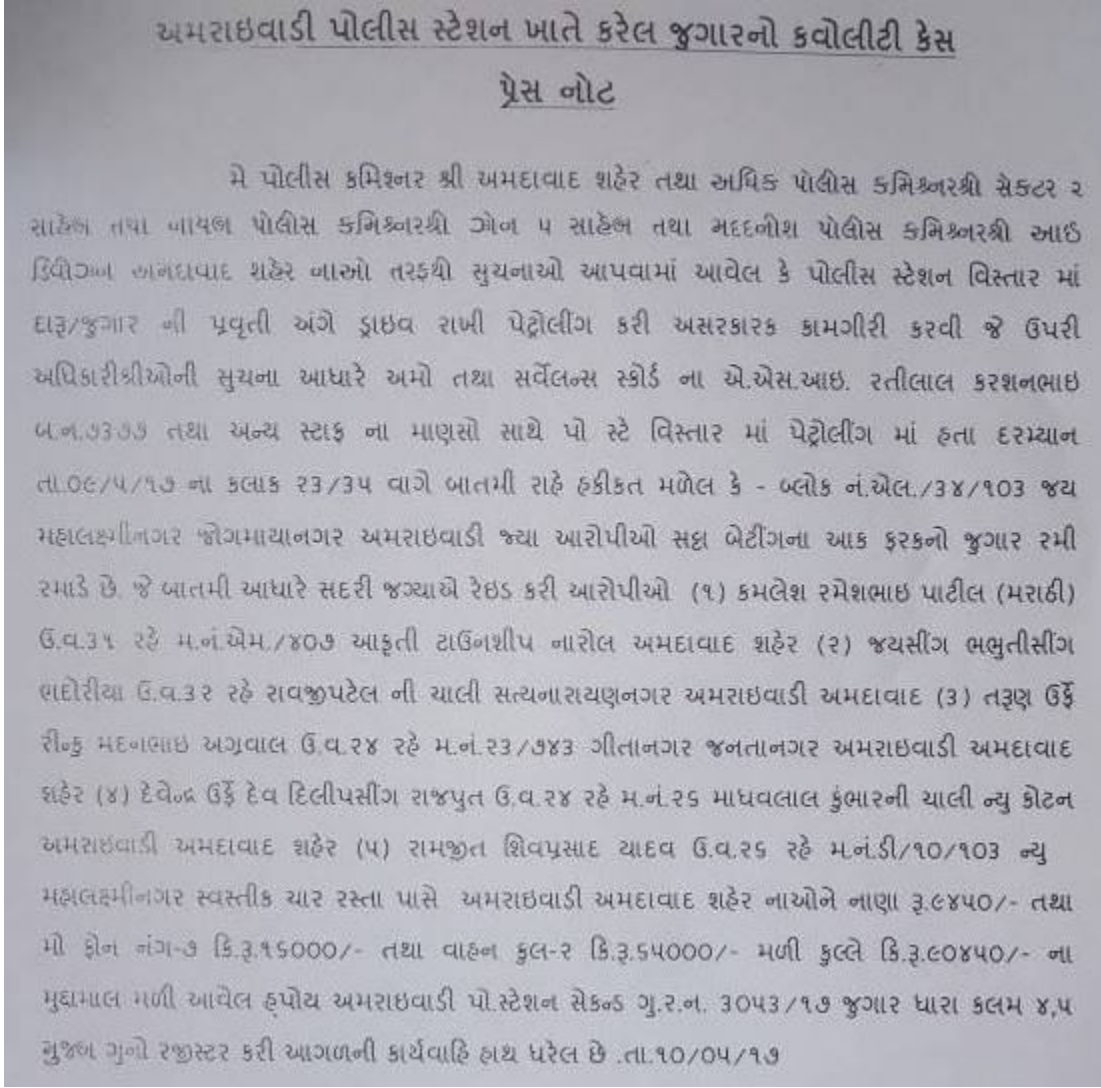 અમરાઇવાડી પોલીસ સ્ટેશન ખાતે કરેલ જુગારનો કવોલીટી કેસ
પ્રેસ નોટ
મે પોલીસ કમિશ્નર શ્રી અમદાવાદ શહેર તથા અધિક પોલીસ કમિશ્નરશ્રી સેકટર ૨
સાહેબ તથા નાયબ પોલીસ કમિશ્નરશ્રી ઝોન ૫ સાહેબ તથા મદદનીશ પોલીસ કમિશ્નરશ્રી આઈ
ડિવીઝન અમદાવાદ શહેર નાઓ તરફથી સુચનાઓ આપવામાં આવેલ કે પોલીસ સ્ટેશન વિસ્તાર માં
દારૂ/જુગાર ની પ્રવૃતી અંગે ડ્રાઇવ રાખી પેટ્રોલીંગ કરી અસરકારક કામગીરી કરવી જે ઉપરી
અધિકારીશ્રીઓની સુચના આધારે અમો તથા સર્વેલન્સ સ્કોર્ડ ના એ.એસ.આઇ. રતીલાલ કરશનભાઇ
બ.ન.૭૩૭૭ તથા અન્ય સ્ટાફ ના માણસો સાથે પો સ્ટે વિસ્તાર માં પેટ્રોલીંગ માં હતા દરમ્યાન
તા.૦૯/૫/૧૭ ના કલાક ૨૩/૩૫ વાગે બાતમી રાહે હકીકત મળેલ કે - બ્લોક નં.એલ./૩૪/૧૦૩ જય
મહાલક્ષ્મીનગર જોગમાયાનગર અમરાઇવાડી જ્યા આરોપીઓ સટ્ટા બેટીંગના આક ફરકનો જુગાર રમી
રમાડે છે. જે બાતમી આધારે સદરી જગ્યાએ રેઇડ કરી આરોપીઓ (૧) કમલેશ રમેશભાઇ પાટીલ (મરાઠી)
ઉ.વ.૩૧ રહે મ.નં.એમ./૪૦૭ આકૃતી ટાઉનશીપ નારોલ અમદાવાદ શહેર (૨) જયસીંગ ભભુતીસીંગ
ભદોરીયા ઉ.વ.૩૨ રહે રાવજીપટેલ ની ચાલી સત્યનારાયણનગર અમરાઇવાડી અમદાવાદ (૩) તરૂણ ઉર્ફે
રીન્કુ મદનભાઇ અગ્રવાલ ઉ.વ.૨૪ રહે મ.નં.૨૩/૭૪૩ ગીતાનગર જનતાનગર અમરાઇવાડી અમદાવાદ
શહેર (૪) દેવેન્દ્ર ઉર્ફે દેવ દિલીપસીંગ રાજપુત ઉ.વ.૨૪ રહે મ.નં.૨૬ માધવલાલ કુંભારની ચાલી ન્યુ કોટન
અમરાઇવાડી અમદાવાદ શહેર (૫) રામજીત શિવપ્રસાદ યાદવ ઉ.વ.૨૬ રહે મ.નં.ડી/૧૦/૧૦૩ ન્યુ
મહાલક્ષ્મીનગર સ્વસ્તીક ચાર રસ્તા પાસે અમરાઇવાડી અમદાવાદ શહેર નાઓને નાણા રૂ.૯૪૫૦/- તથા
મો ફોન નંગ-૭ કિ.રૂ.૧૬૦૦૦/- તથા વાહન કુલ-૨ કિ.રૂ.૬૫૦૦૦/- મળી કુલ્લે કિ.રૂ.૯૦૪૫૦/- ના
મુદ્દામાલ મળી આવેલ હપોય અમરાઇવાડી પો.સ્ટેશન સેકન્ડ ગુ.ર.ન. ૩૦૫૩/૧૭ જુગાર ધારા કલમ ૪,૫
મુજબ ગુનો રજીસ્ટર કરી આગળની કાર્યવાહિ હાથ ધરેલ છે .તા.૧૦/૦૫/૧૭